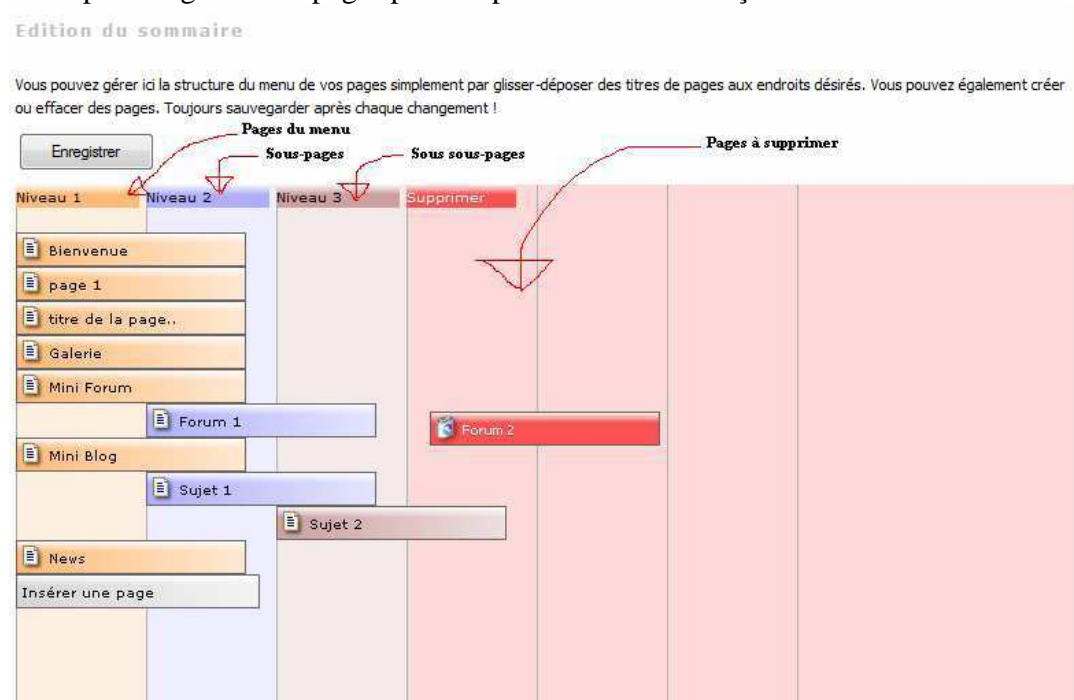 Edition du sommaire
Vous pouvez gérer ici la structure du menu de vos pages simplement par glisser-déposer des titres de pages aux endroits désirés. Vous pouvez également créer
ou effacer des pages. Toujours sauvegarder après chaque changement !
Pages du menu
Enregistrer
Sous-pages
Sous sous-pages
Pages à supprimer
Niveau 1
Niveau 2
Niveau 3
Supprimer
Bienvenue
page 1
titre de la page..
Galerie
Mini Forum
Forum 1
Forum 2
Mini Blog
Sujet 1
Sujet 2
News
Insérer une page